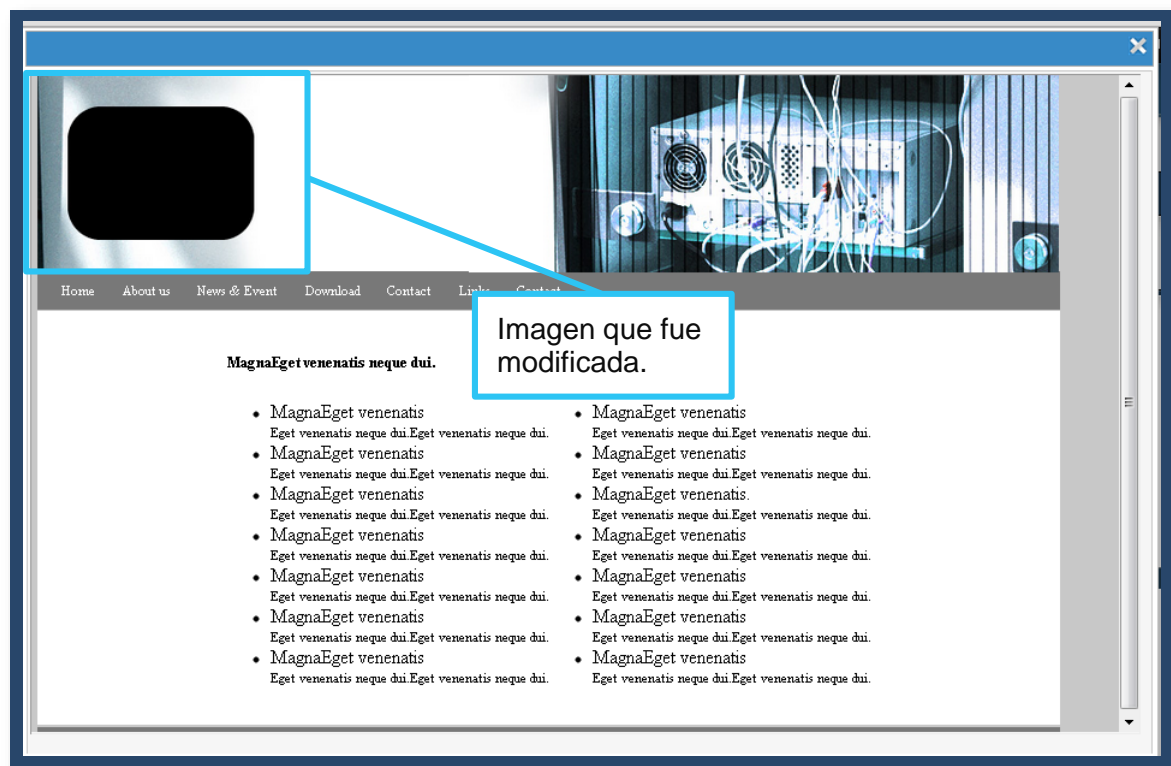 Home About us News & Event Download Contact Links Contact
Imagen que fue
modificada.
MagnaEget venenatis neque dui.
• MagnaEget venenatis
Eget venenatis neque dui.Eget venenatis neque dui.
• MagnaEget venenatis
Eget venenatis neque dui.Eget venenatis neque dui.
• MagnaEget venenatis
Eget venenatis neque dui.Eget venenatis neque dui.
• MagnaEget venenatis
Eget venenatis neque dui.Eget venenatis neque dui.
• MagnaEget venenatis
Eget venenatis neque dui.Eget venenatis neque dui.
• MagnaEget venenatis
Eget venenatis neque dui.Eget venenatis neque dui.
• MagnaEget venenatis
Eget venenatis neque dui.Eget venenatis neque dui.
• MagnaEget venenatis
Eget venenatis neque dui.Eget venenatis neque dui.
• MagnaEget venenatis
Eget venenatis neque dui.Eget venenatis neque dui.
• MagnaEget venenatis.
Eget venenatis neque dui.Eget venenatis neque dui.
• MagnaEget venenatis
Eget venenatis neque dui.Eget venenatis neque dui.
• MagnaEget venenatis
Eget venenatis neque dui.Eget venenatis neque dui.
• MagnaEget venenatis
Eget venenatis neque dui.Eget venenatis neque dui.
• MagnaEget venenatis
Eget venenatis neque dui.Eget venenatis neque dui.